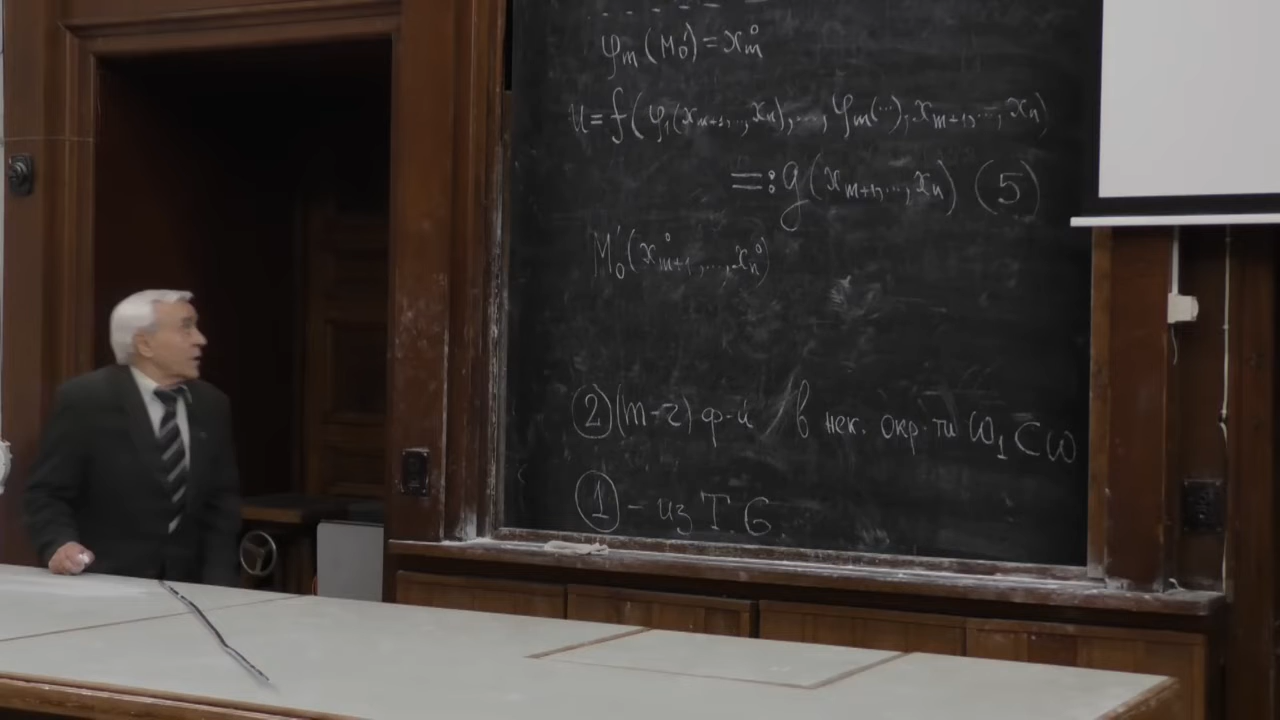 φₘ(M₀') = xₘ⁰
u = f(φ₁(xₘ₊₁,...,xₙ),...,φₘ(...),xₘ₊₁,...,xₙ)
=: g(xₘ₊₁,...,xₙ) (5)
M₀'(x⁰ₘ₊₁,...,x⁰ₙ)
② (m-r) ф-й / в нек. окр-ти ω₁ ⊂ ω
① - из Т.6